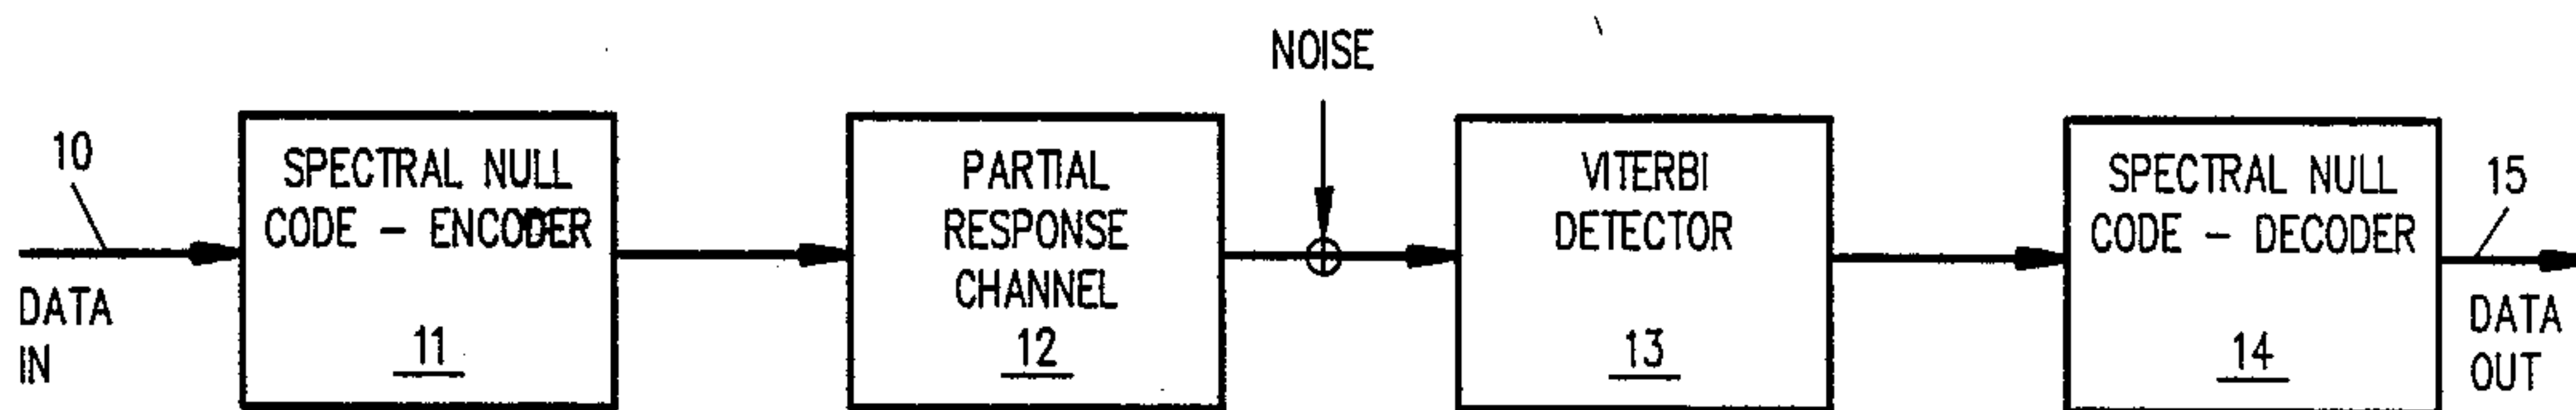 NOISE
10
DATA
IN
SPECTRAL NULL
CODE – ENCODER
11
PARTIAL
RESPONSE
CHANNEL
12
VITERBI
DETECTOR
13
SPECTRAL NULL
CODE – DECODER
14
15
DATA
OUT